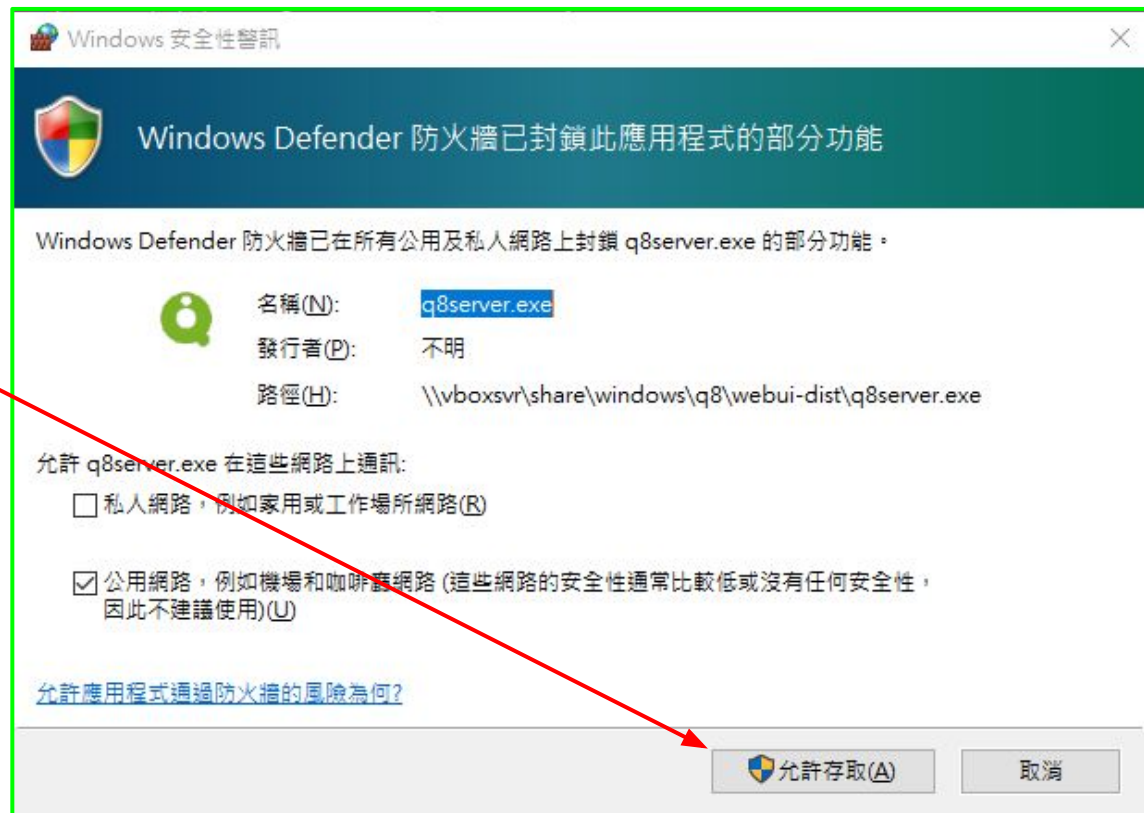 Windows 安全性警訊
Windows Defender 防火牆已封鎖此應用程式的部分功能
Windows Defender 防火牆已在所有公用及私人網路上封鎖 q8server.exe 的部分功能。
名稱(N): q8server.exe
發行者(P): 不明
路徑(H): \\vboxsvr\share\windows\q8\webui-dist\q8server.exe
允許 q8server.exe 在這些網路上通訊:
私人網路，例如家用或工作場所網路(R)
公用網路，例如機場和咖啡廳網路 (這些網路的安全性通常比較低或沒有任何安全性，
因此不建議使用)(U)
允許應用程式通過防火牆的風險為何?
允許存取(A) 取消